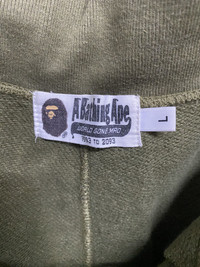 A Bathing Ape
WORLD GONE MAD
1993 TO 2093
L